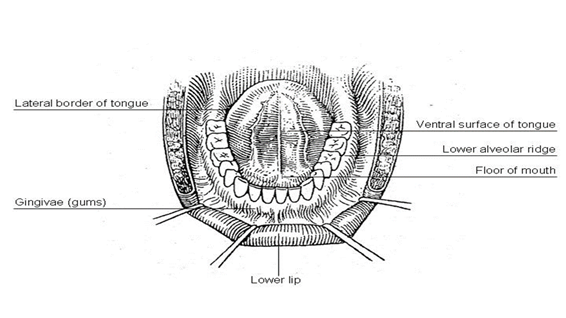 Lateral border of tongue
Ventral surface of tongue
Lower alveolar ridge
Floor of mouth
Gingivae (gums)
Lower lip